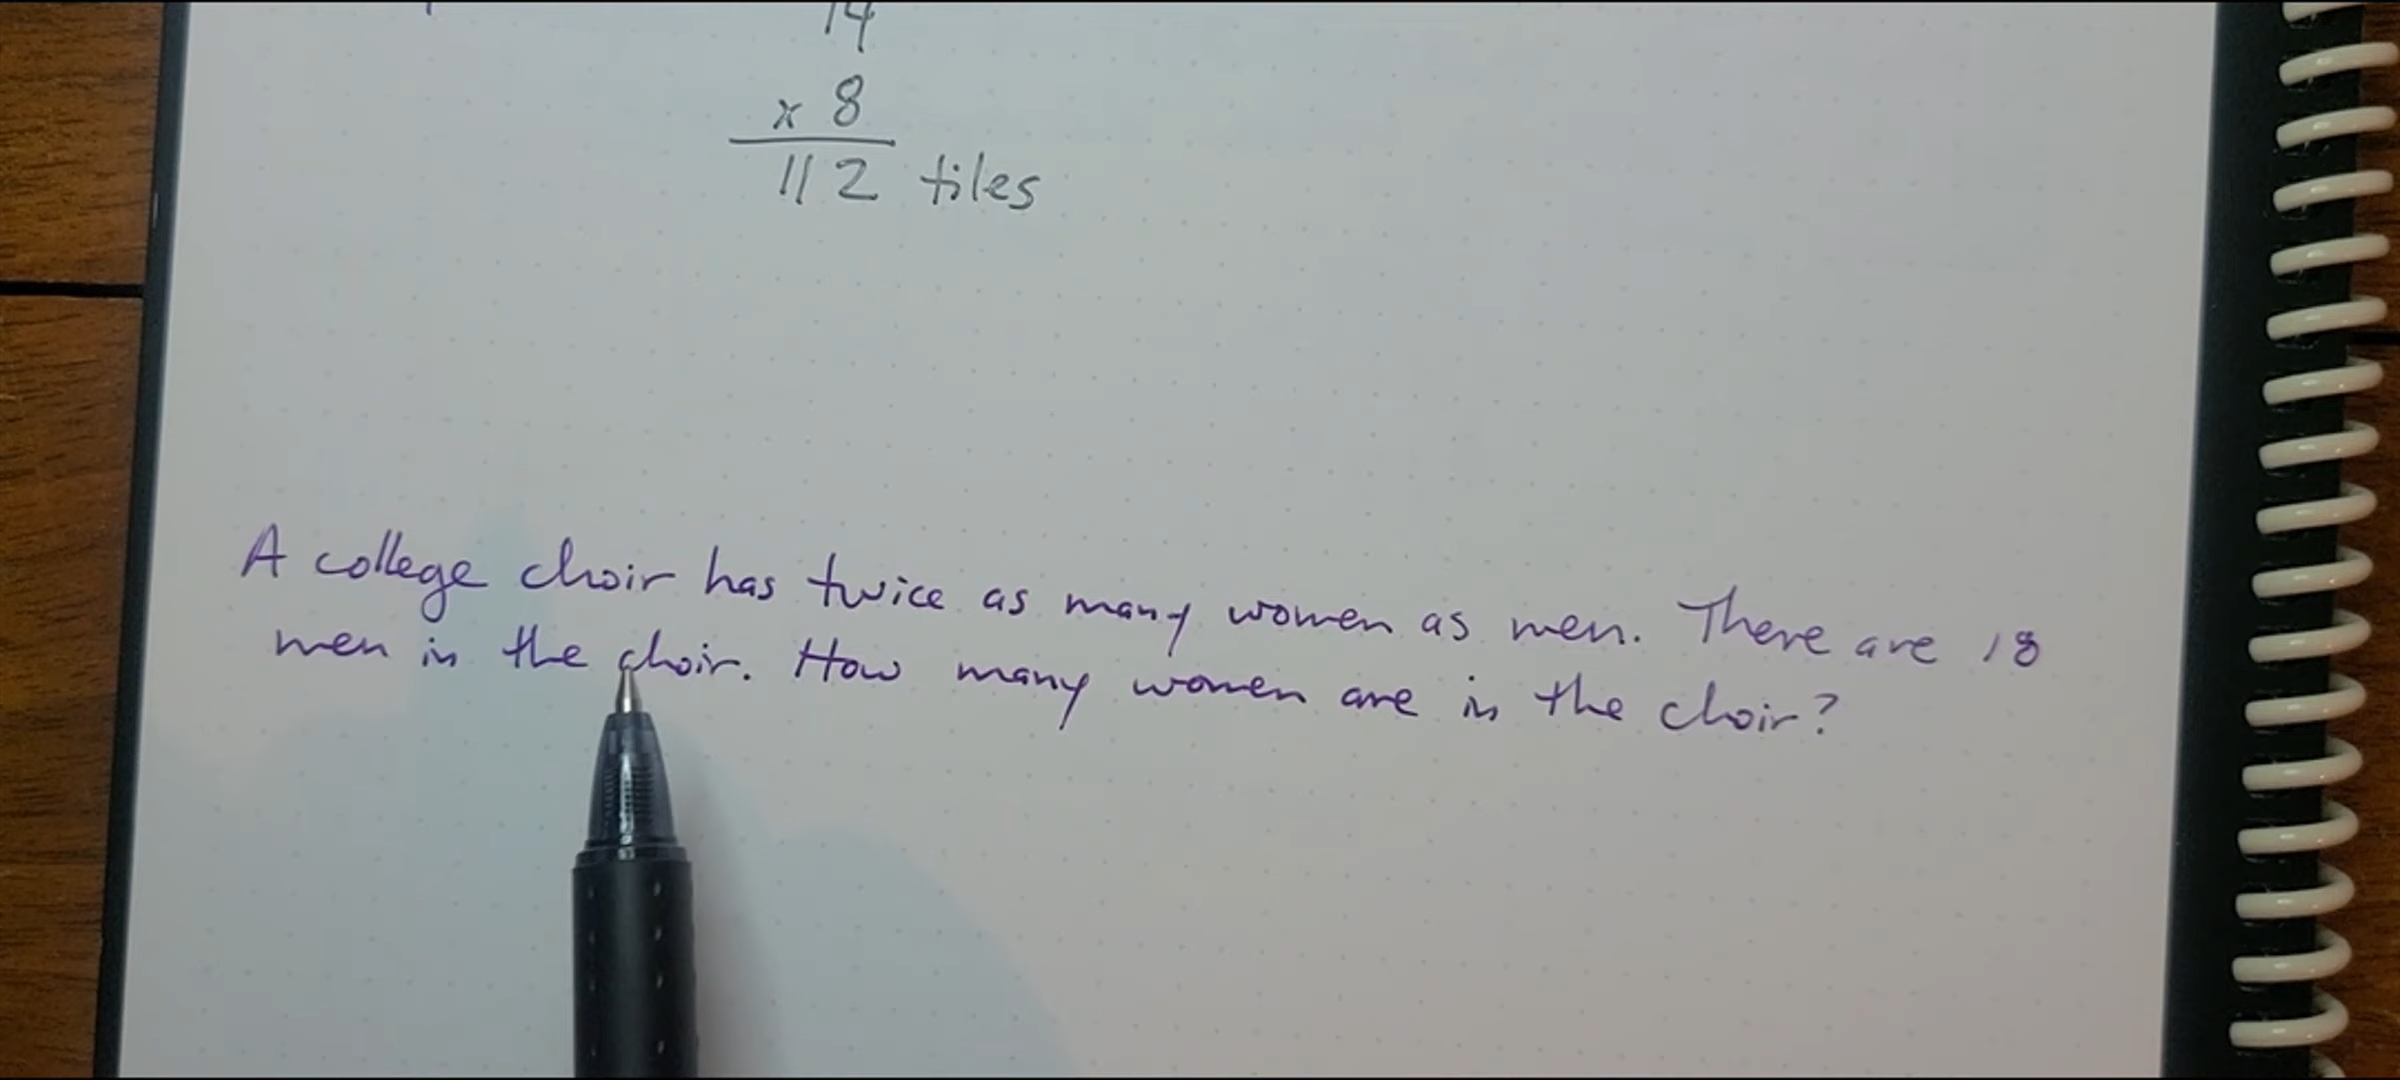 14
x 8
112 tiles
A college choir has twice as many women as men. There are 18
men in the choir. How many women are in the choir?